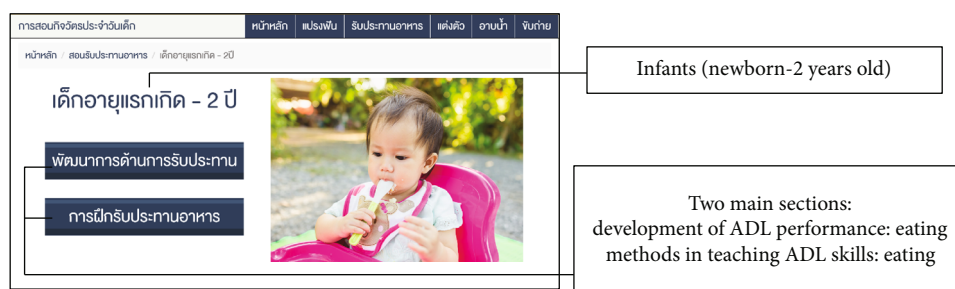 การสอนกิจวัตรประจำวันเด็ก หน้าหลัก แปรงฟัน รับประทานอาหาร แต่งตัว อาบน้ำ ขับถ่าย
หน้าหลัก / สอนรับประทานอาหาร / เด็กอายุแรกเกิด - 2ปี
เด็กอายุแรกเกิด - 2 ปี
พัฒนาการด้านการรับประทาน
การฝึกรับประทานอาหาร
Infants (newborn-2 years old)
Two main sections:
development of ADL performance: eating
methods in teaching ADL skills: eating